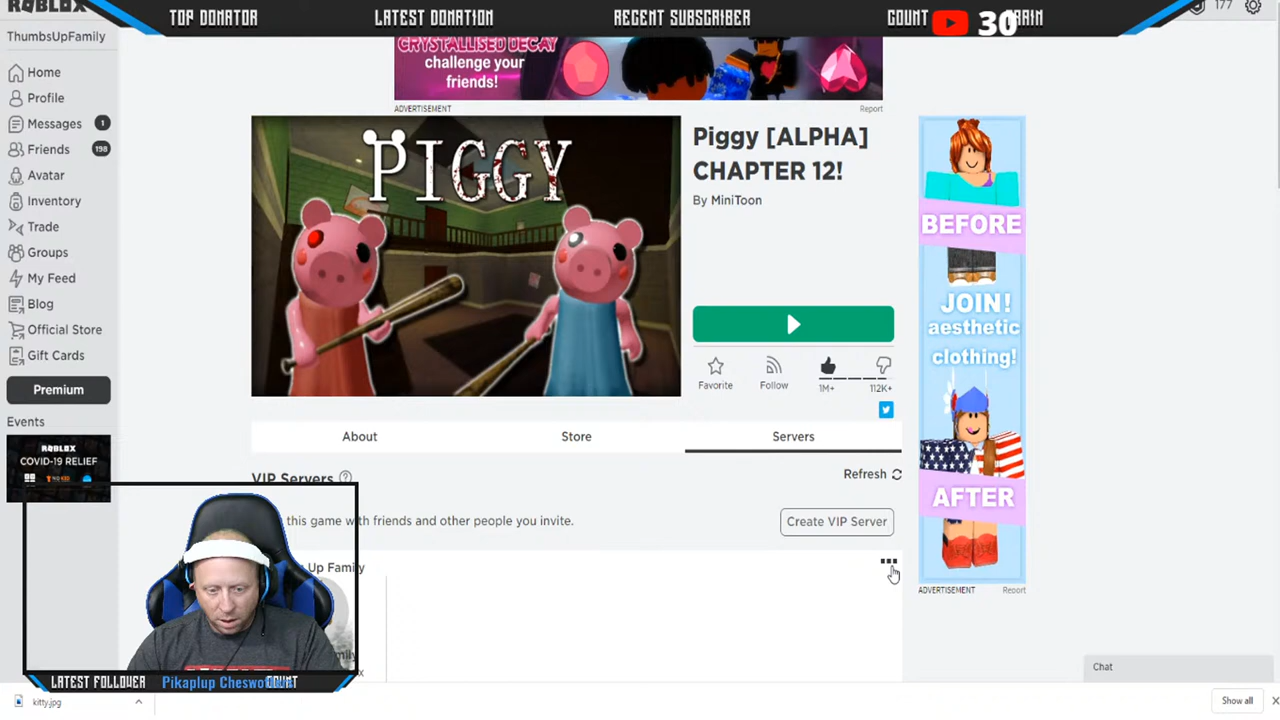 ROBLOX
TOP DONATOR
LATEST DONATION
RECENT SUBSCRIBER
COUNT
30
177
ThumbsUpFamily
Home
Profile
Messages 1
Friends 198
Avatar
Inventory
Trade
Groups
My Feed
Blog
Official Store
Gift Cards
Premium
Events
ROBLOX
COVID-19 RELIEF
CRYSTALLISED DECAY
challenge your
friends!
ADVERTISEMENT
Report
PIGGY
Piggy [ALPHA]
CHAPTER 12!
By MiniToon
Favorite
Follow
1M+
112K+
About
Store
Servers
VIP Servers ?
Refresh
this game with friends and other people you invite.
Create VIP Server
Up Family
BEFORE
JOIN!
aesthetic
clothing!
AFTER
ADVERTISEMENT
Report
Chat
LATEST FOLLOWER
Pikaplup
COUNT
kitty.jpg
Show all